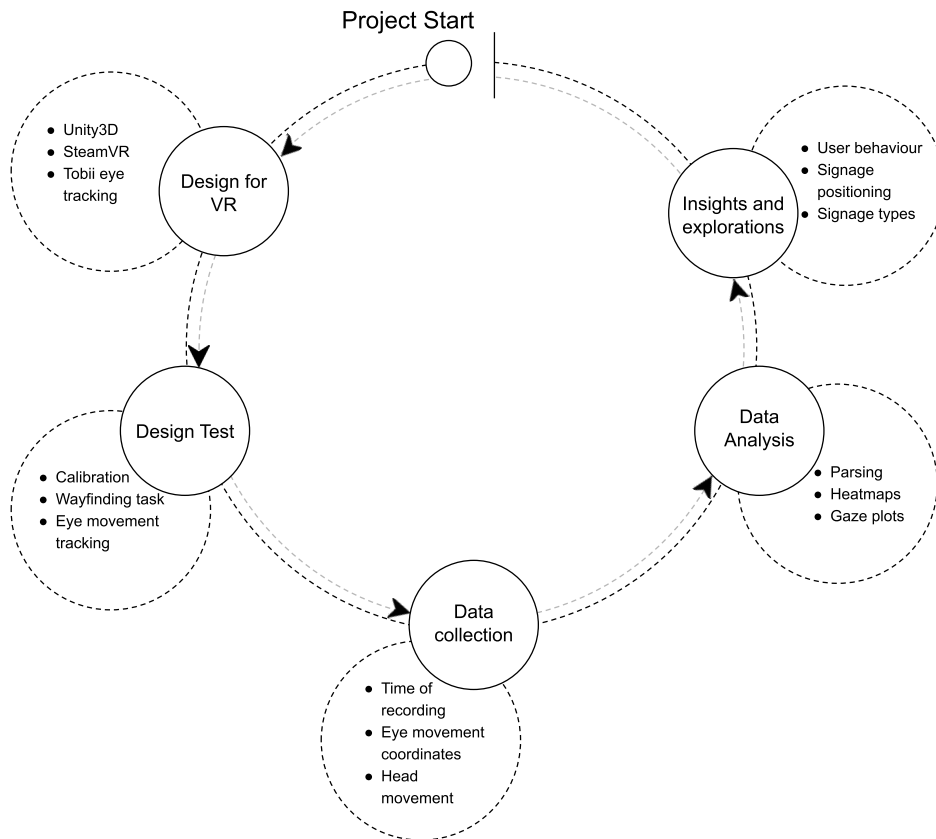 Project Start
Design for
VR
● Unity3D
● SteamVR
● Tobii eye
tracking
Design Test
● Calibration
● Wayfinding task
● Eye movement
tracking
Data
collection
● Time of
recording
● Eye movement
coordinates
● Head
movement
Data
Analysis
● Parsing
● Heatmaps
● Gaze plots
Insights and
explorations
● User behaviour
● Signage
positioning
● Signage types